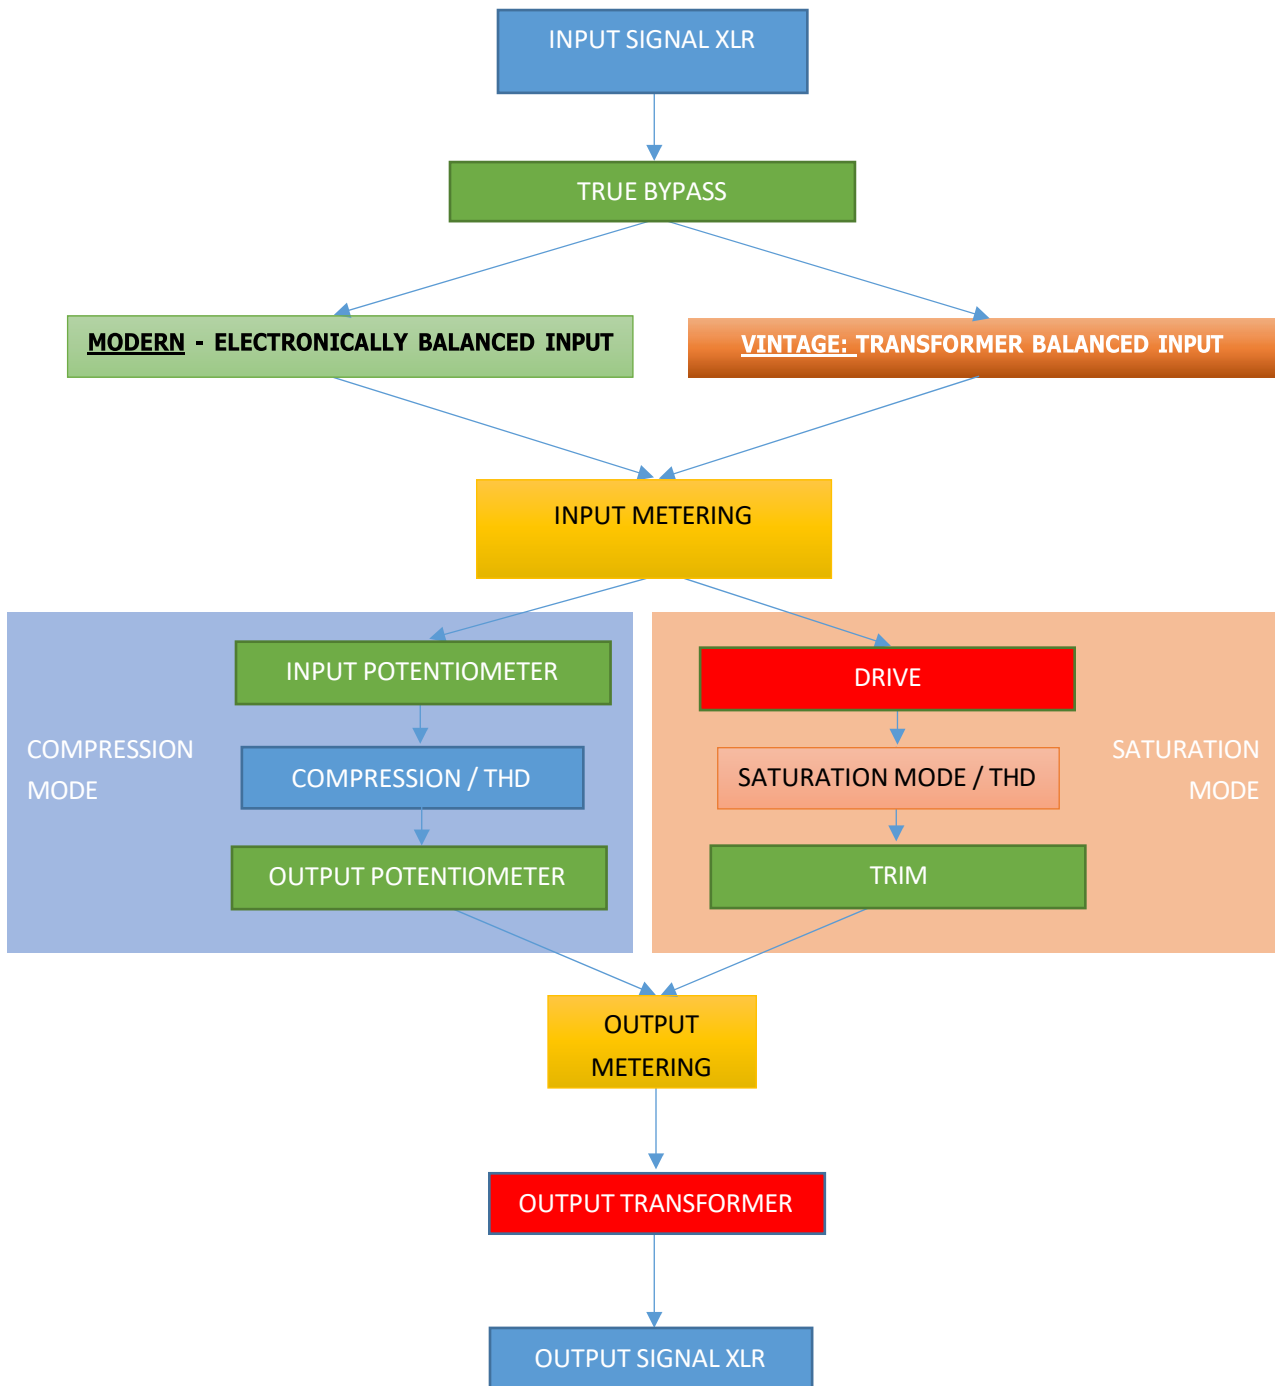 INPUT SIGNAL XLR
TRUE BYPASS
MODERN - ELECTRONICALLY BALANCED INPUT
VINTAGE: TRANSFORMER BALANCED INPUT
INPUT METERING
COMPRESSION
MODE
INPUT POTENTIOMETER
COMPRESSION / THD
OUTPUT POTENTIOMETER
DRIVE
SATURATION MODE / THD
TRIM
SATURATION
MODE
OUTPUT
METERING
OUTPUT TRANSFORMER
OUTPUT SIGNAL XLR